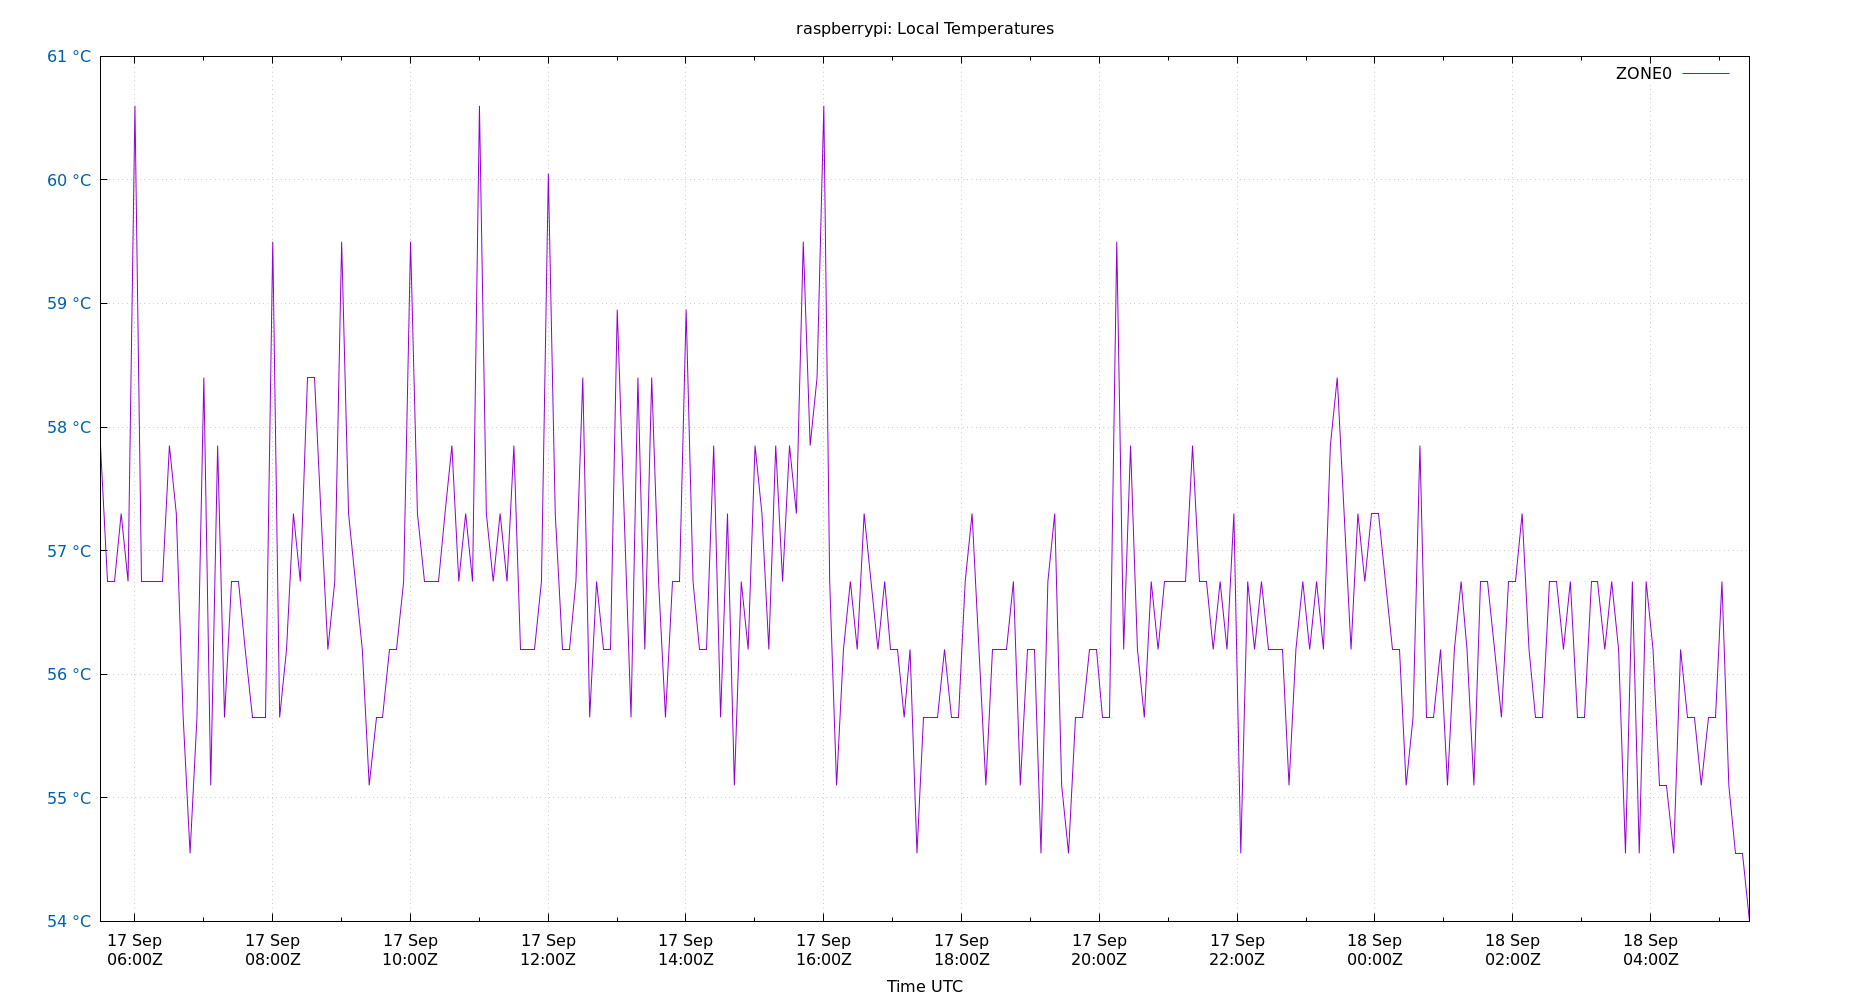 raspberrypi: Local Temperatures
61 °C
ZONE0
60 °C
59 °C
58 °C
57 °C
56 °C
55 °C
54 °C
17 Sep 17 Sep 17 Sep 17 Sep 17 Sep 17 Sep 17 Sep 17 Sep 17 Sep 18 Sep 18 Sep 18 Sep
06:00Z 08:00Z 10:00Z 12:00Z 14:00Z 16:00Z 18:00Z 20:00Z 22:00Z 00:00Z 02:00Z 04:00Z
Time UTC